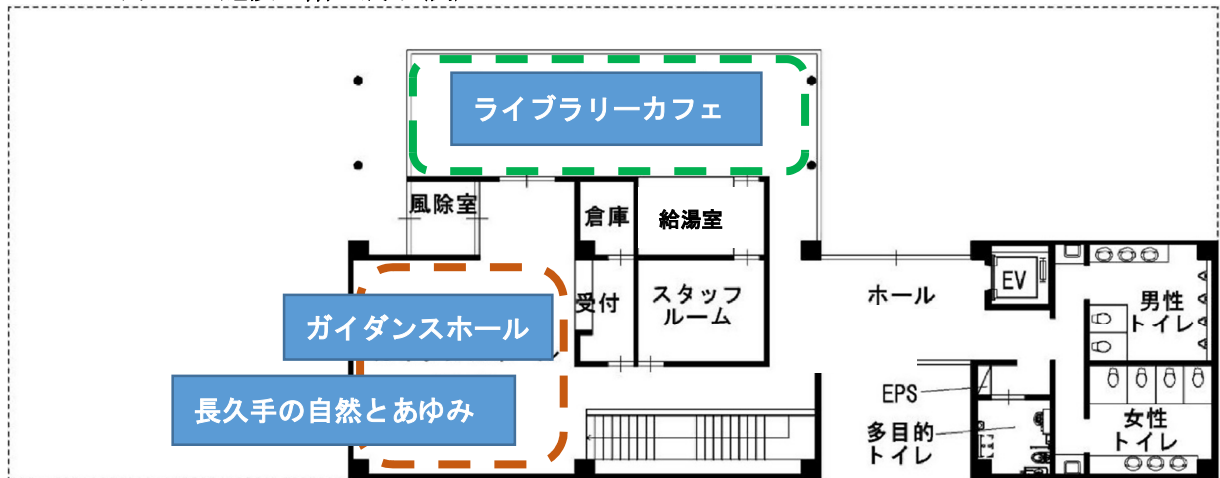 ライブラリーカフェ
風除室
倉庫
給湯室
受付
スタッフ
ルーム
ホール
EV
男性
トイレ
ガイダンスホール
長久手の自然とあゆみ
EPS
多目的
トイレ
女性
トイレ